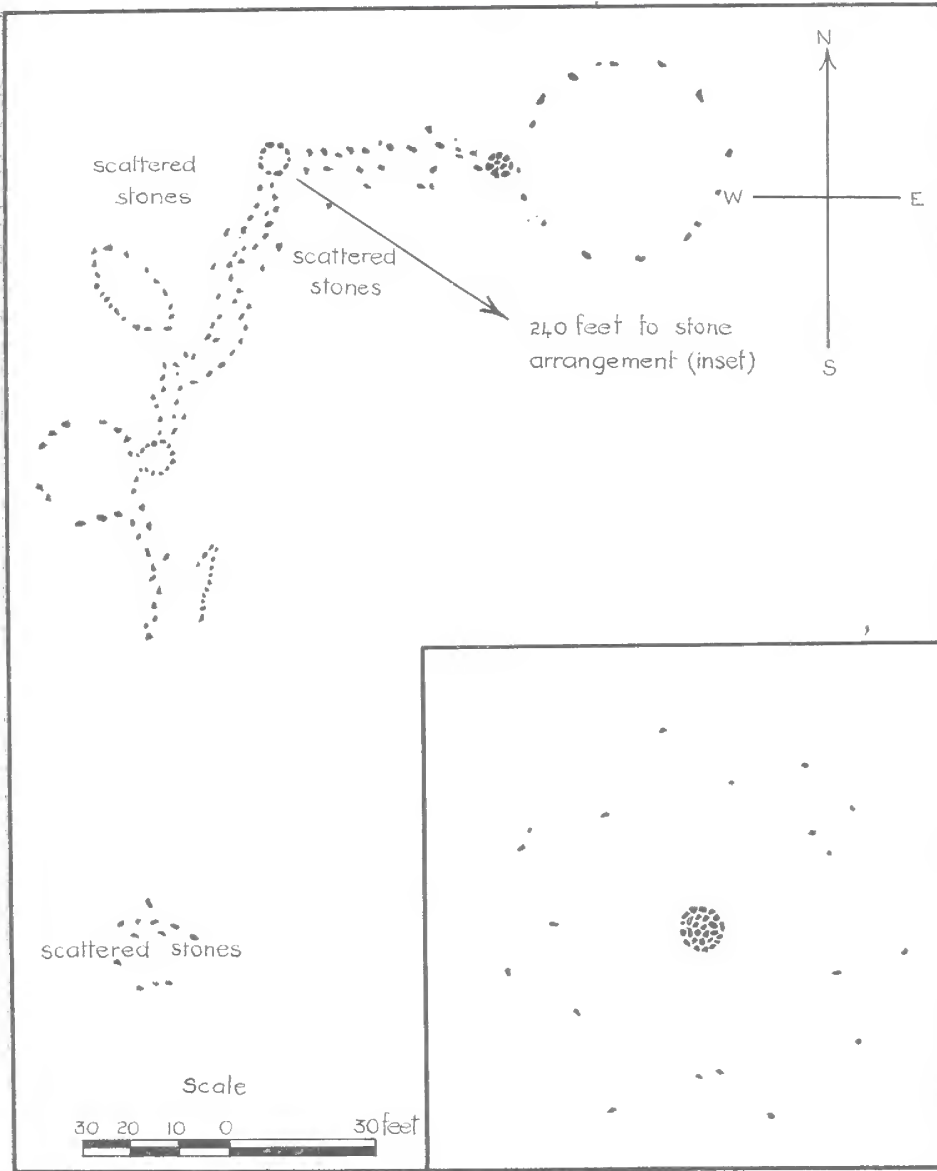 N
scattered
stones
W
E
scattered
stones
240 feet to stone
arrangement (inset)
S
scattered stones
Scale
30 20 10 0 30 feet